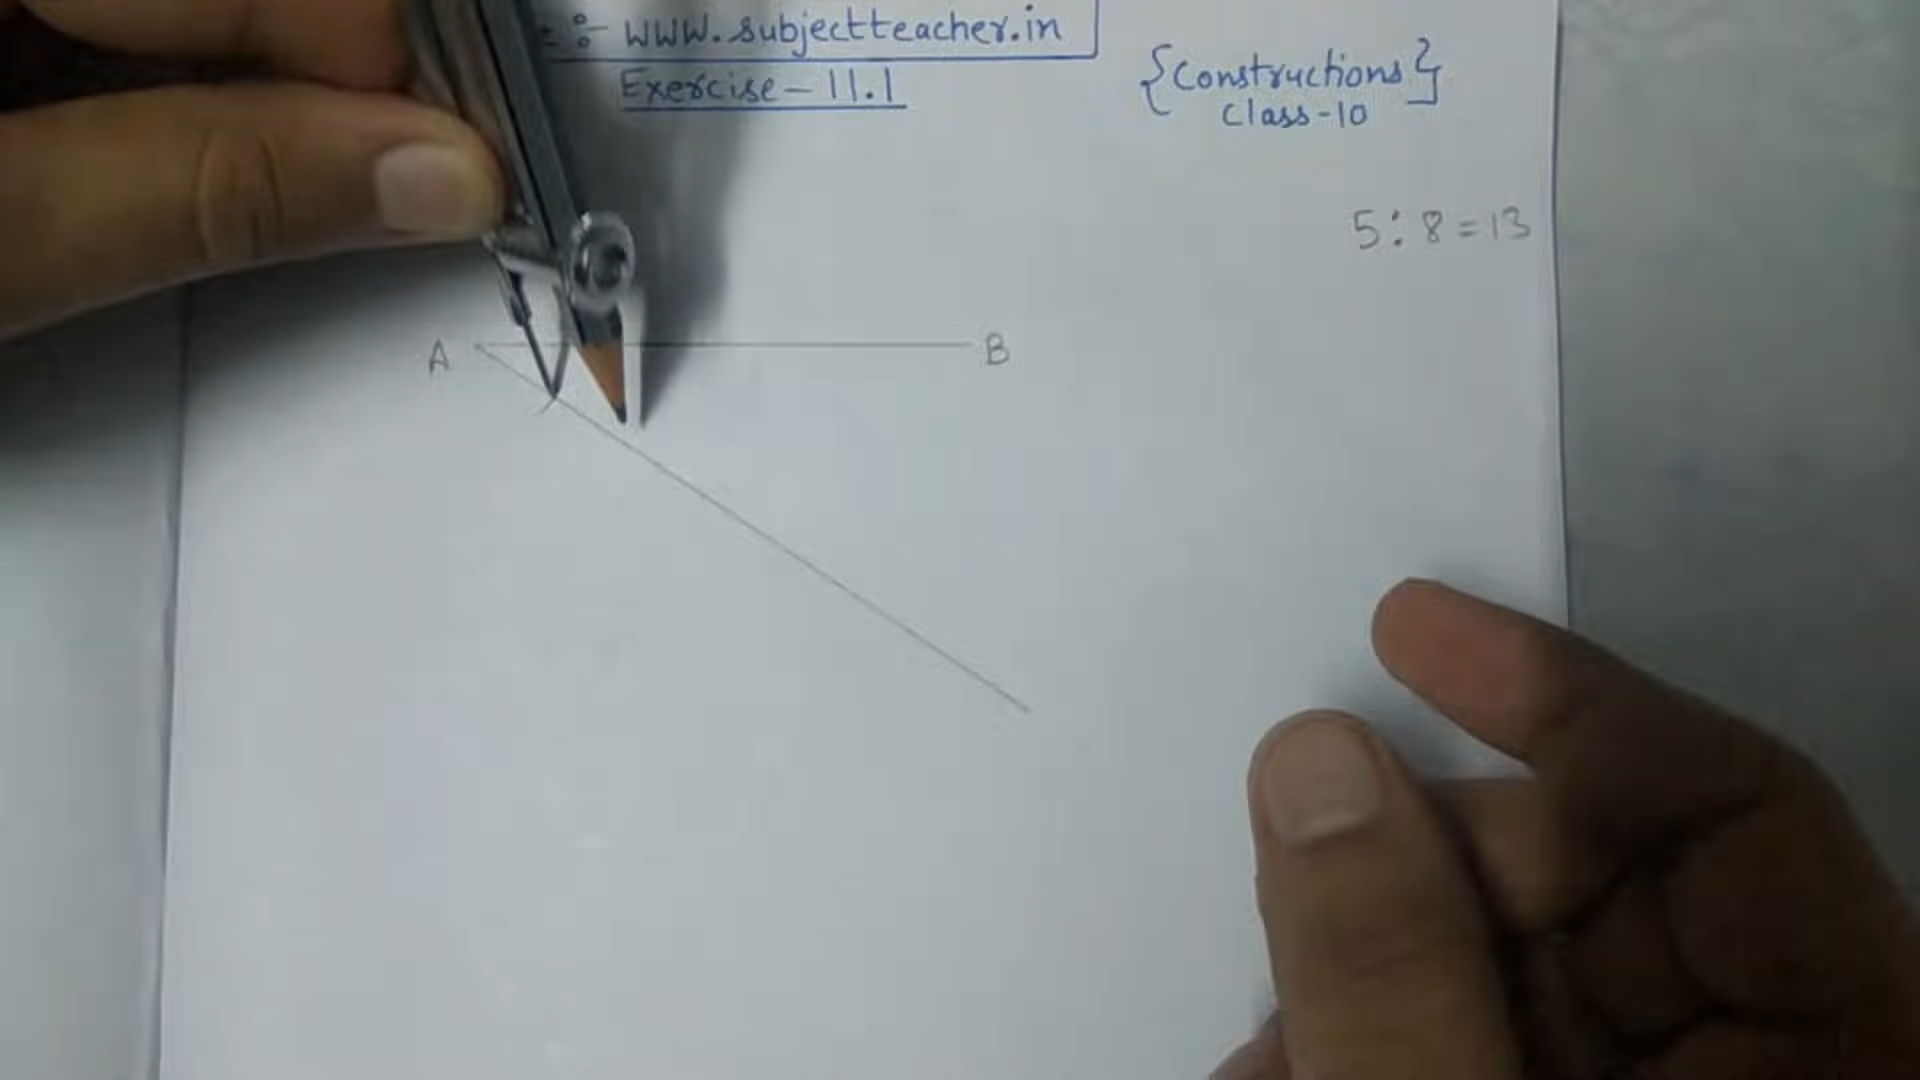 :- www.subjectteacher.in
Exercise - 11.1
{Constructions}
Class-10
5:8=13
A
B